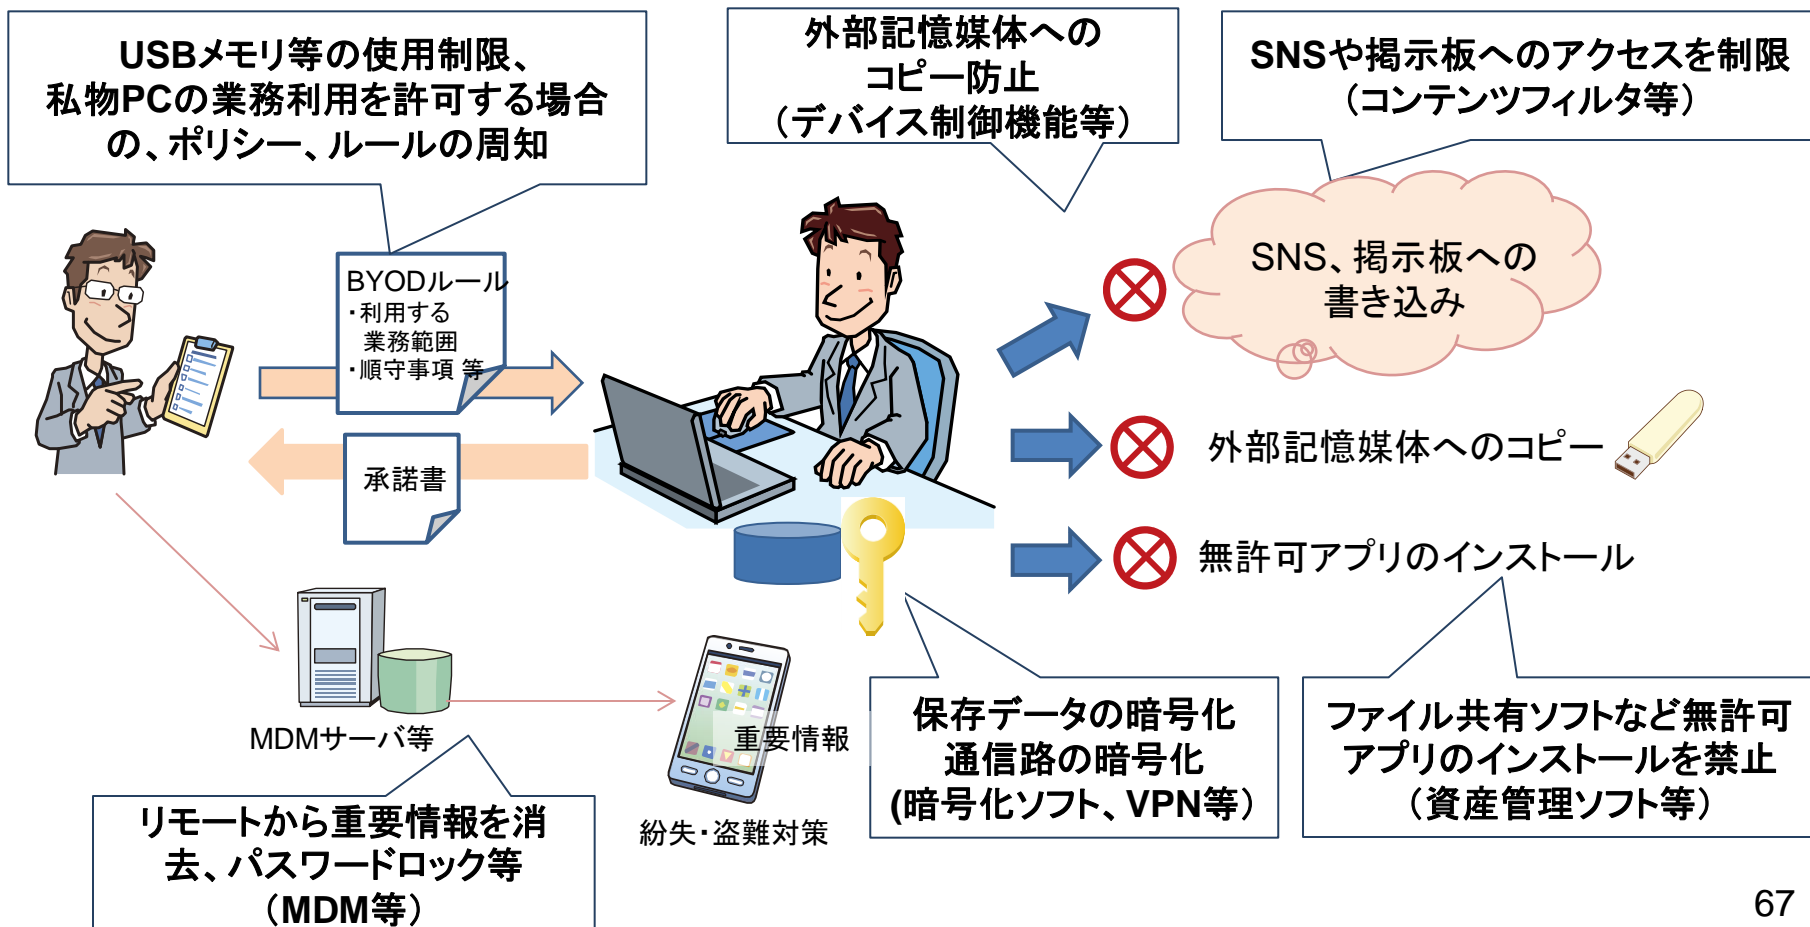 USBメモリ等の使用制限、
私物PCの業務利用を許可する場合
の、ポリシー、ルールの周知
外部記憶媒体への
コピー防止
（デバイス制御機能等）
SNSや掲示板へのアクセスを制限
（コンテンツフィルタ等）
BYODルール
・利用する
業務範囲
・順守事項 等
承諾書
SNS、掲示板への
書き込み
外部記憶媒体へのコピー
無許可アプリのインストール
MDMサーバ等
重要情報
紛失・盗難対策
リモートから重要情報を消
去、パスワードロック等
（MDM等）
保存データの暗号化
通信路の暗号化
(暗号化ソフト、VPN等）
ファイル共有ソフトなど無許可
アプリのインストールを禁止
（資産管理ソフト等）
67